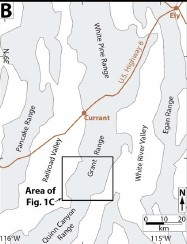 B
Ely
White Pine Range
U.S. Highway 6
39°N
Currant
Pancake Range
Railroad Valley
Grant Range
White River Valley
Egan Range
Area of
Fig. 1C
Quinn Canyon
Range
N
0 20
km
116°W
115°W